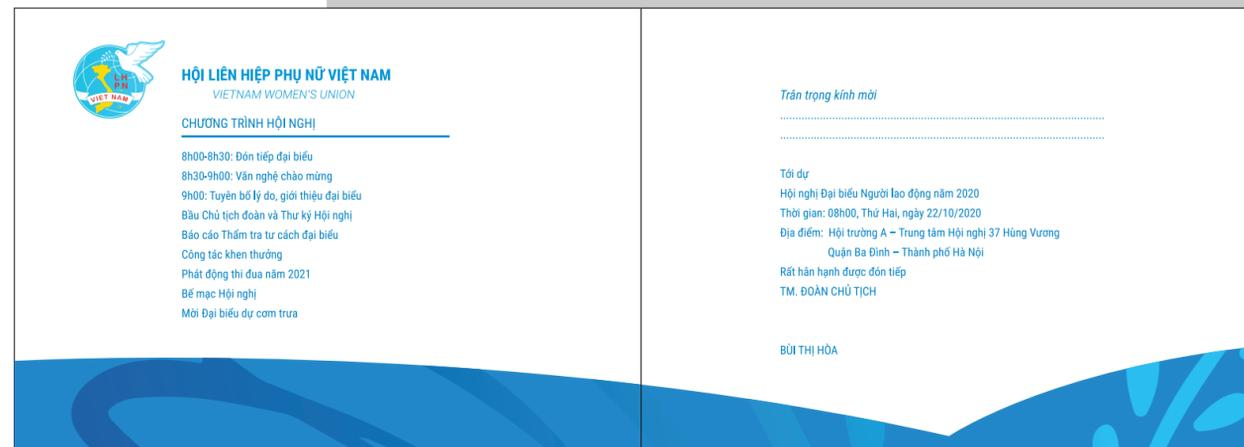 LH
PN
VIET NAM
HỘI LIÊN HIỆP PHỤ NỮ VIỆT NAM
VIETNAM WOMEN'S UNION
CHƯƠNG TRÌNH HỘI NGHỊ
8h00-8h30: Đón tiếp đại biểu
8h30-9h00: Văn nghệ chào mừng
9h00: Tuyên bố lý do, giới thiệu đại biểu
Bầu Chủ tịch đoàn và Thư ký Hội nghị
Báo cáo Thẩm tra tư cách đại biểu
Công tác khen thưởng
Phát động thi đua năm 2021
Bế mạc Hội nghị
Mời Đại biểu dự cơm trưa
Trân trọng kính mời
Tới dự
Hội nghị Đại biểu Người lao động năm 2020
Thời gian: 08h00, Thứ Hai, ngày 22/10/2020
Địa điểm: Hội trường A – Trung tâm Hội nghị 37 Hùng Vương
Quận Ba Đình – Thành phố Hà Nội
Rất hân hạnh được đón tiếp
TM. ĐOÀN CHỦ TỊCH
BÙI THỊ HÒA